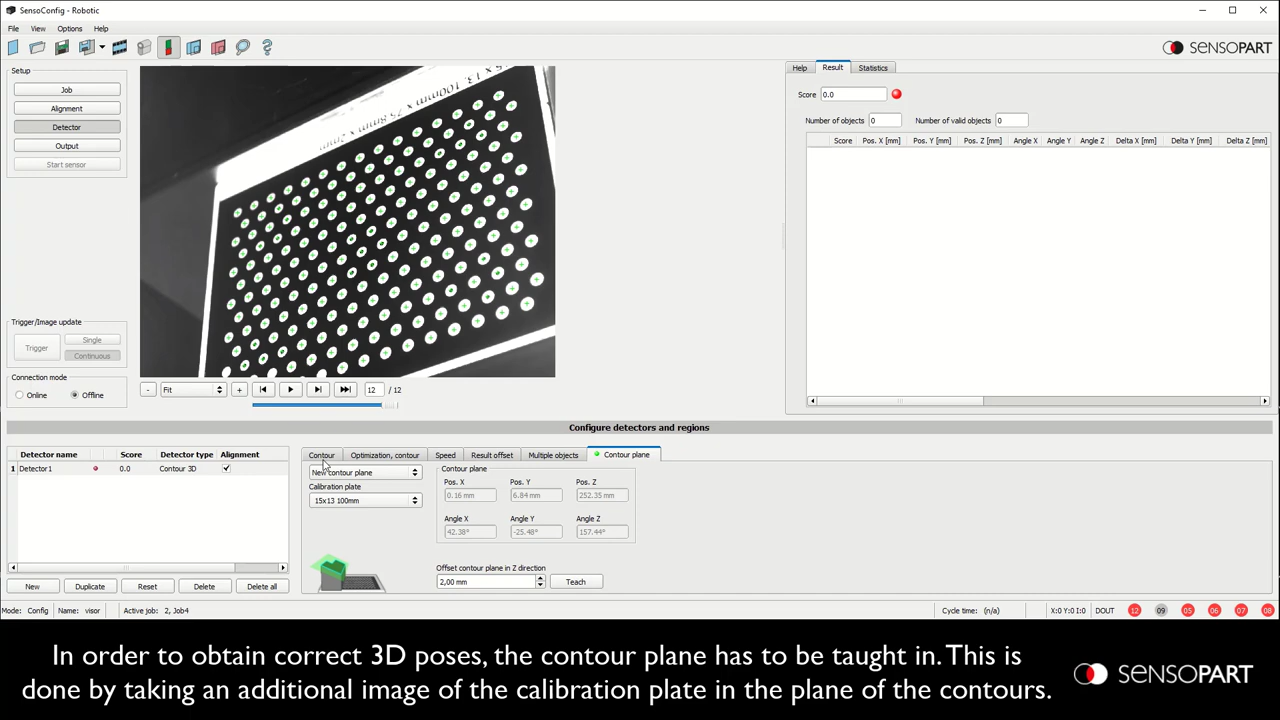 SensoConfig - Robotic
File View Options Help
SENSOPART
Setup
Job
Alignment
Detector
Output
Start sensor
Trigger/Image update
Trigger
Single
Continuous
Connection mode
Online
Offline
- Fit + 12 / 12
Help Result Statistics
Score 0.0
Number of objects 0 Number of valid objects 0
Score Pos. X [mm] Pos. Y [mm] Pos. Z [mm] Angle X Angle Y Angle Z Delta X [mm] Delta Y [mm] Delta Z [mm]
Configure detectors and regions
Detector name Score Detector type Alignment
1 Detector1 0.0 Contour 3D
New Duplicate Reset Delete Delete all
Contour Optimization, contour Speed Result offset Multiple objects Contour plane
New contour plane
Calibration plate
15x13 100mm
Contour plane
Pos. X Pos. Y Pos. Z
0.16 mm 6.84 mm 252.35 mm
Angle X Angle Y Angle Z
42.38° -25.48° 157.44°
Offset contour plane in Z direction
2,00 mm Teach
Mode: Config Name: visor Active job: 2, Job4 Cycle time: (n/a) X:0 Y:0 I:0 DOUT 12 09 05 06 07 08
In order to obtain correct 3D poses, the contour plane has to be taught in. This is
done by taking an additional image of the calibration plate in the plane of the contours.
SENSOPART